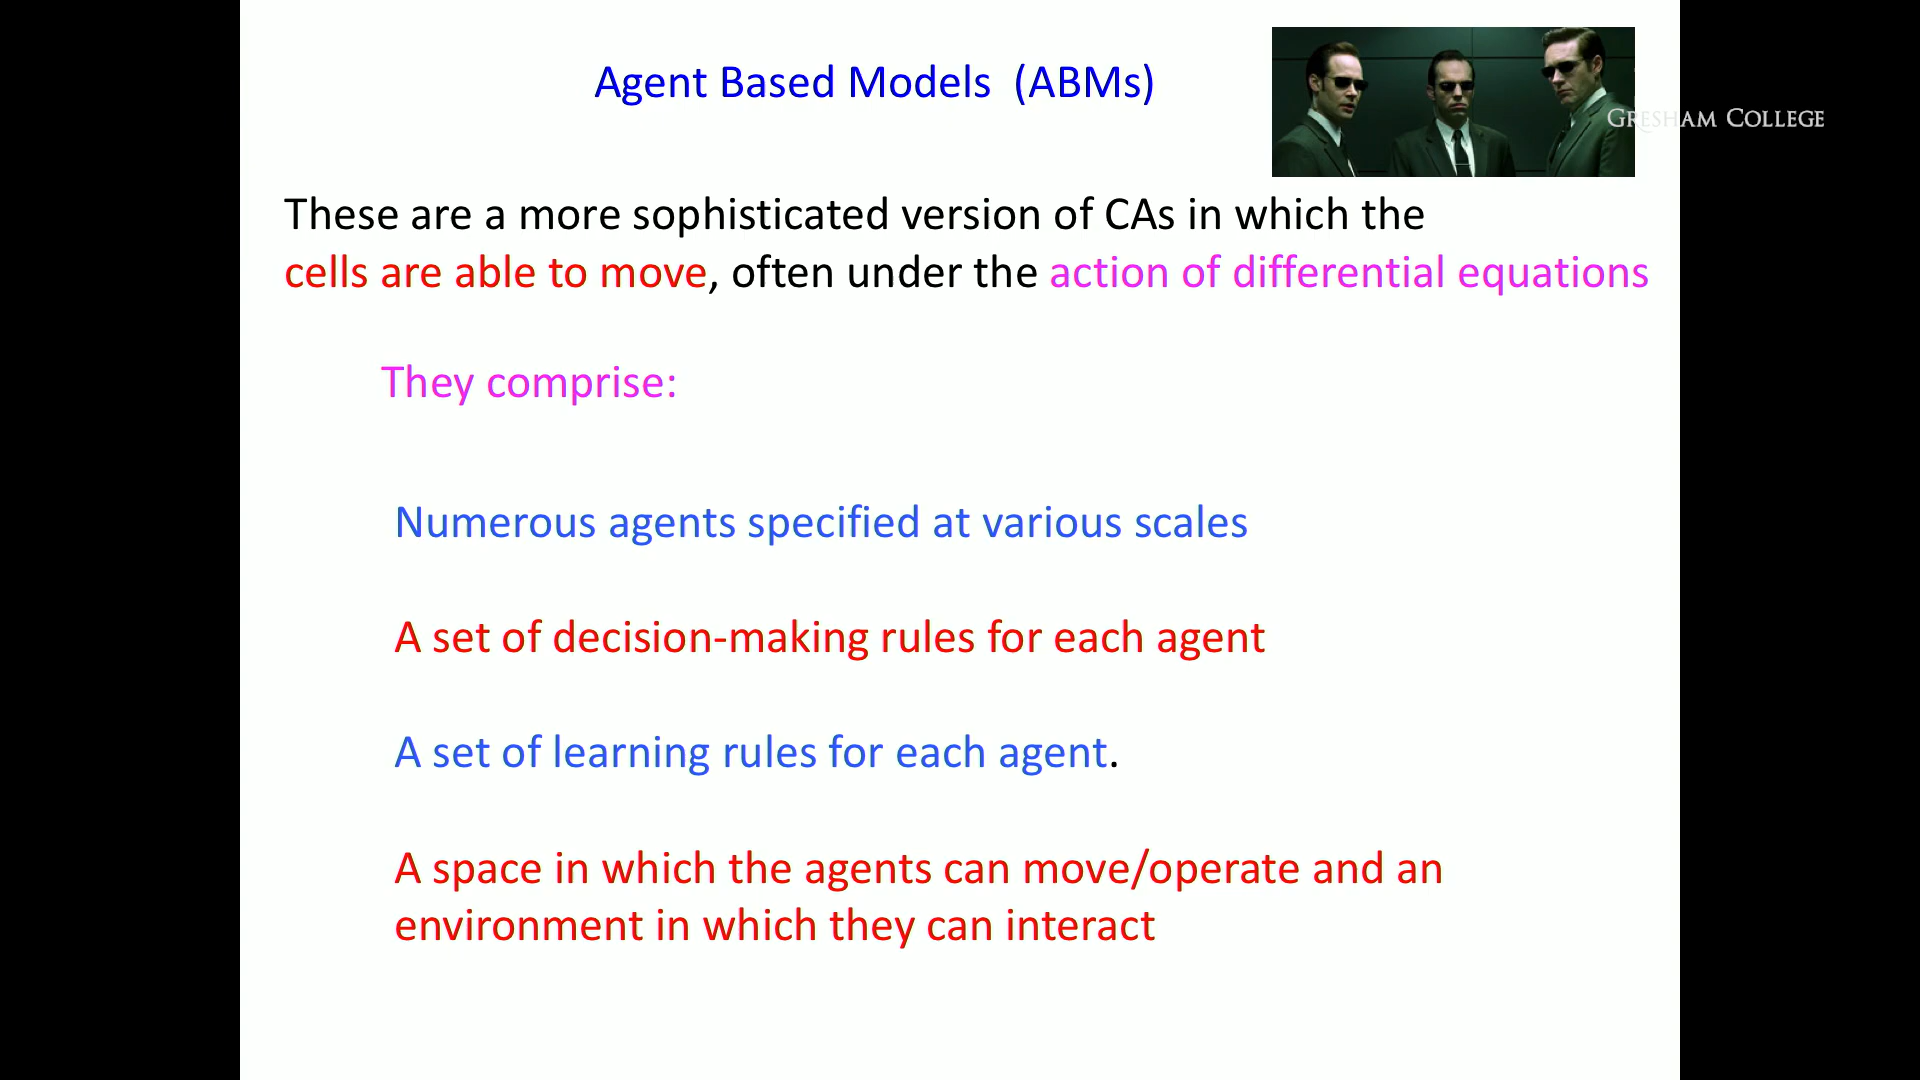 Agent Based Models (ABMs)
GRESHAM COLLEGE
These are a more sophisticated version of CAs in which the
cells are able to move, often under the action of differential equations
They comprise:
Numerous agents specified at various scales
A set of decision-making rules for each agent
A set of learning rules for each agent.
A space in which the agents can move/operate and an
environment in which they can interact